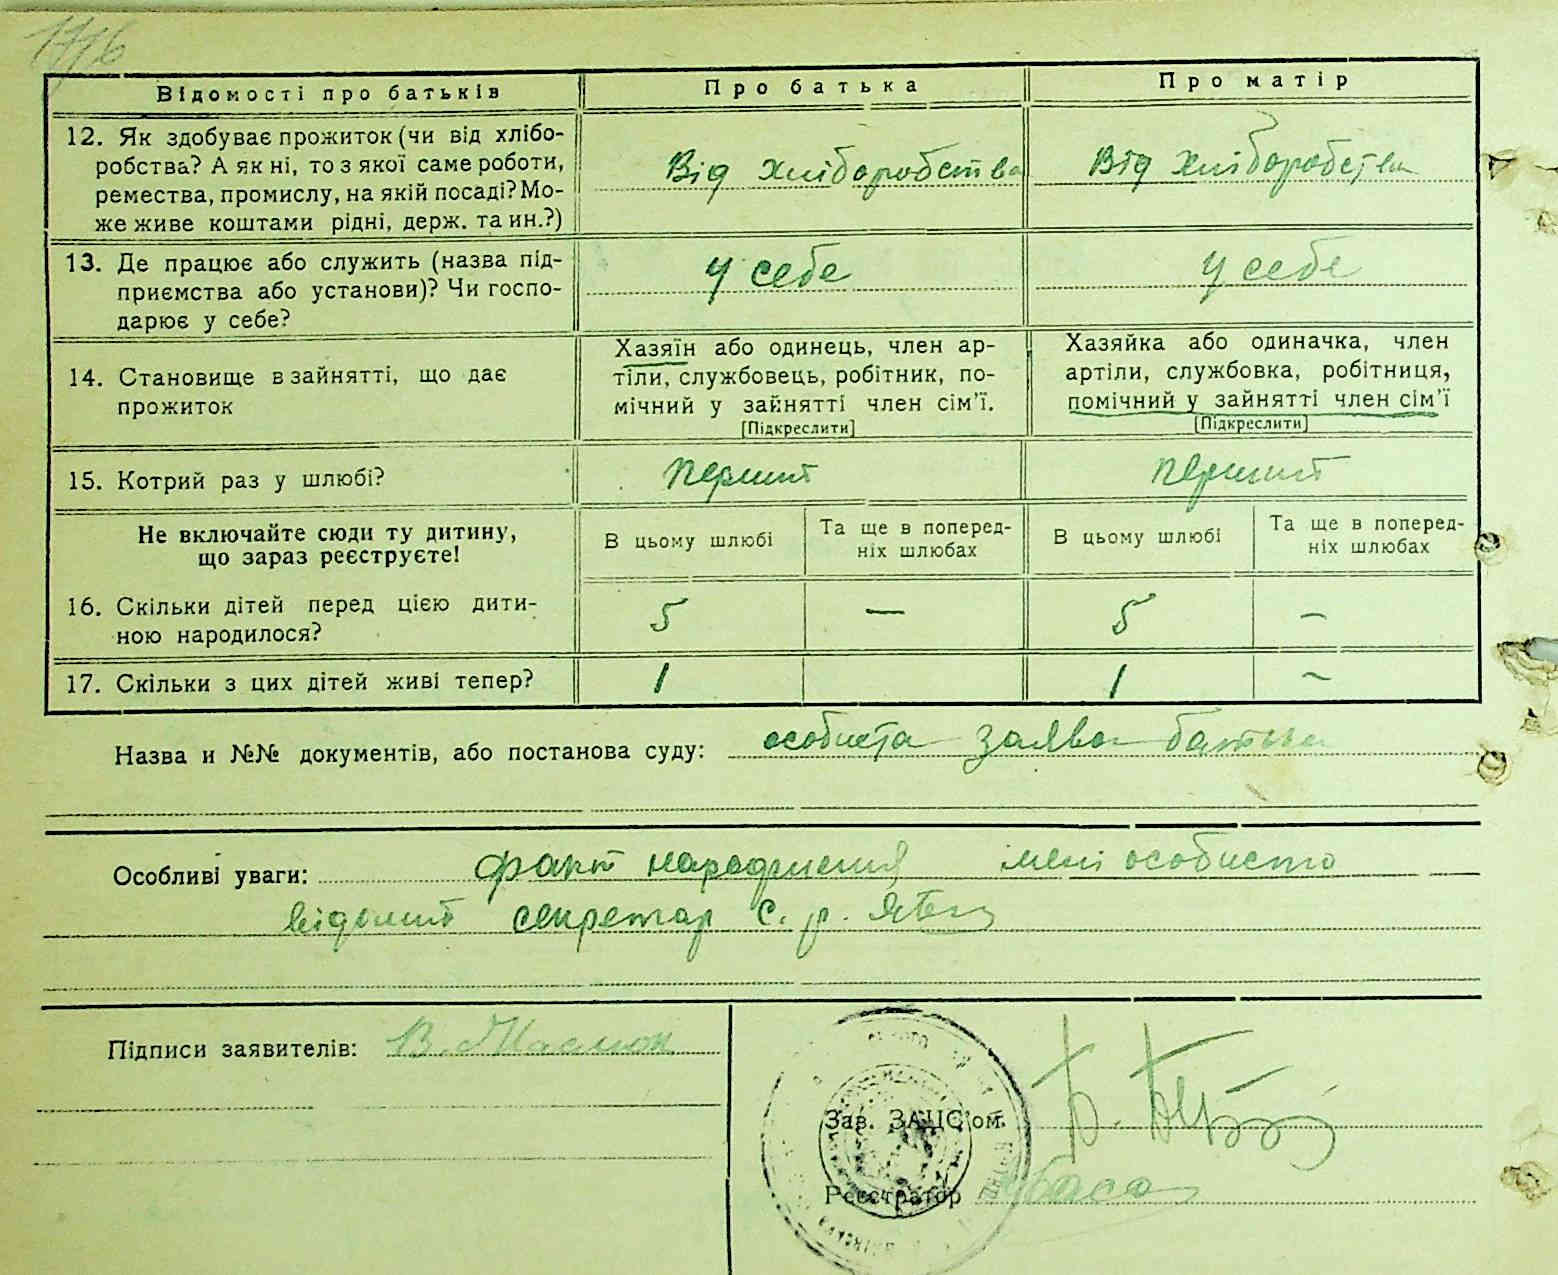 1776
Відомості про батьків
Про батька
Про матір
12. Як здобуває прожиток (чи від хлібо-
робства? А як ні, то з якої саме роботи,
ремества, промислу, на якій посаді? Мо-
же живе коштами рідні, держ. та ин.?)
Від хліборобства
Від хліборобства
13. Де працює або служить (назва під-
приємства або установи)? Чи госпо-
дарює у себе?
у себе
у себе
14. Становище в зайнятті, що дає
прожиток
Хазяїн або одинець, член ар-
тіли, службовець, робітник, по-
мічний у зайнятті член сім'ї.
[Підкреслити]
Хазяйка або одиначка, член
артіли, службовка, робітниця,
помічний у зайнятті член сім'ї
[Підкреслити]
15. Котрий раз у шлюбі?
перший
перший
Не включайте сюди ту дитину,
що зараз реєструєте!
В цьому шлюбі
Та ще в поперед-
ніх шлюбах
В цьому шлюбі
Та ще в поперед-
ніх шлюбах
16. Скільки дітей перед цією дити-
ною народилося?
5 — 5 —
17. Скільки з цих дітей живі тепер?
1 1 —
Назва и №№ документів, або постанова суду: особиста заява батька
Особливі уваги: факт народження мені особисто
відомий секретар с. р.
Підписи заявителів: В.
Зав. ЗАЦС'ом
Реєстратор